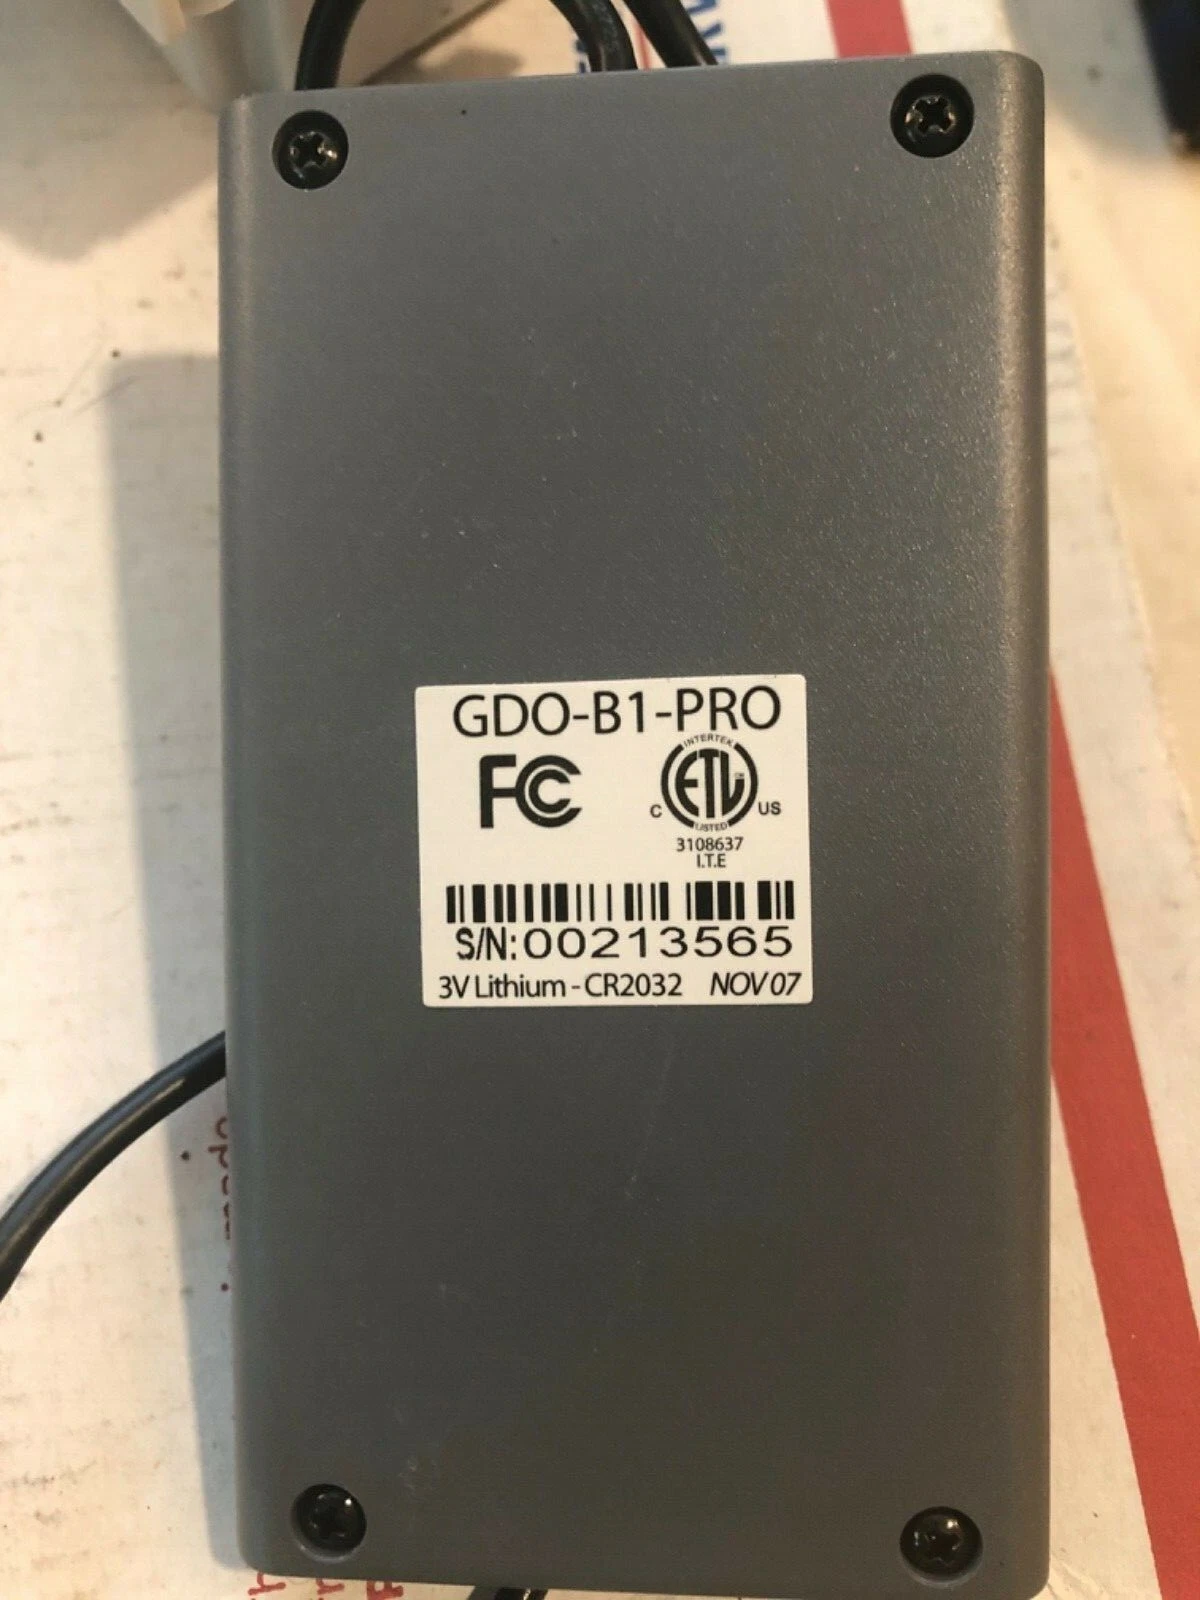 GDO-B1-PRO
FC
INTERTEK
ETL
C US
LISTED
3108637
I.T.E
S/N:00213565
3V Lithium - CR2032 NOV 07